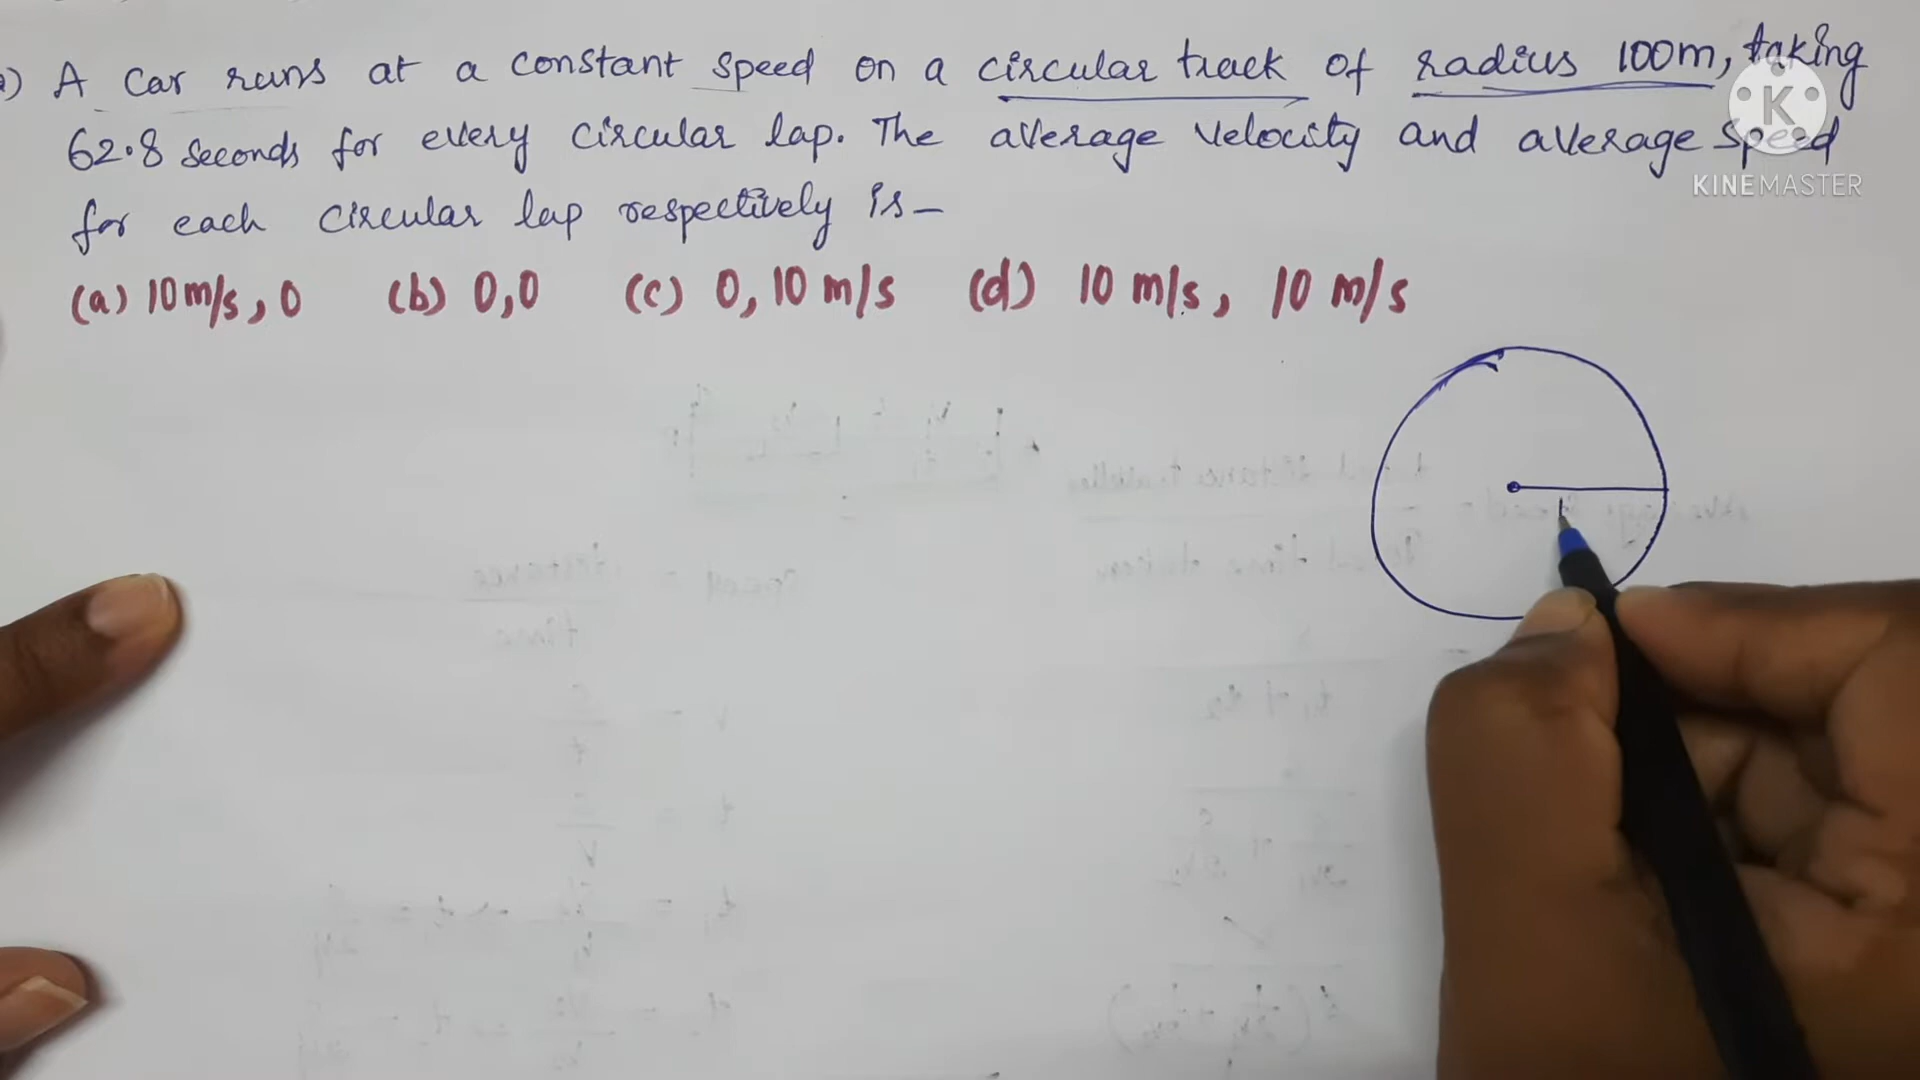 A car runs at a constant speed on a circular track of radius 100m, taking
62.8 seconds for every circular lap. The average velocity and average speed
for each circular lap respectively is–
(a) 10 m/s, 0 (b) 0,0 (c) 0, 10 m/s (d) 10 m/s, 10 m/s
K
KINEMASTER